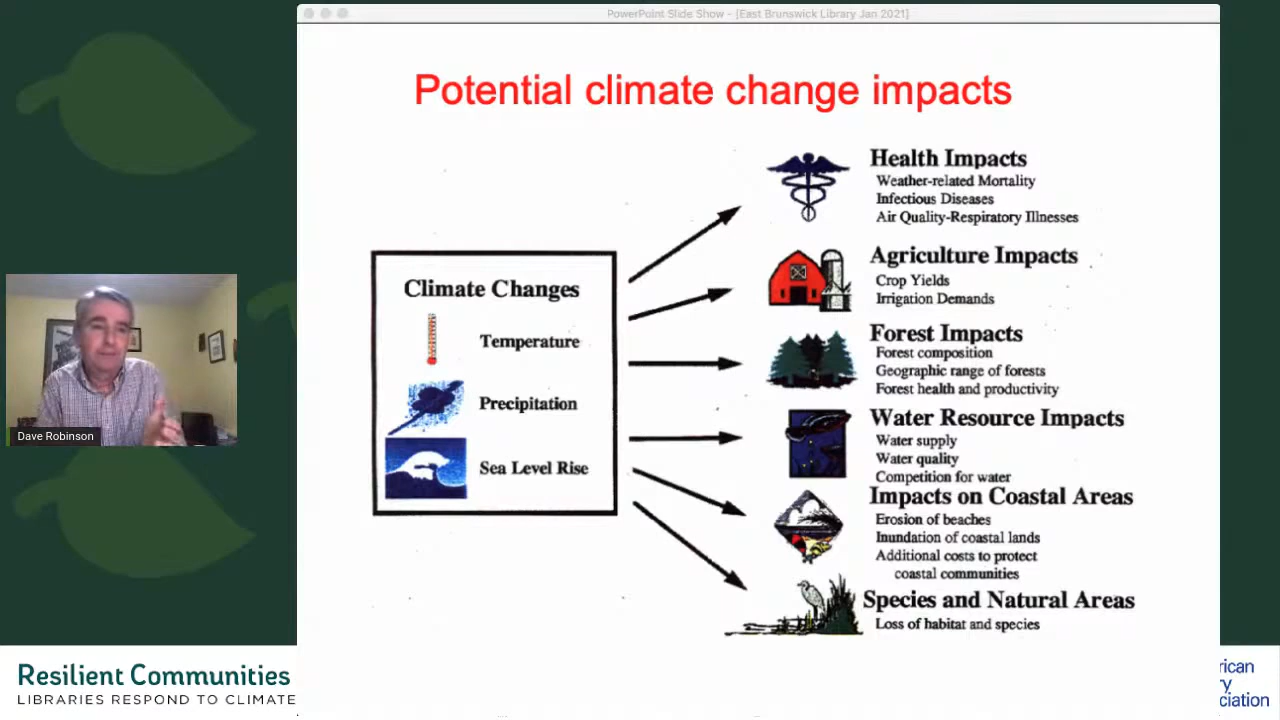 PowerPoint Slide Show - [East Brunswick Library Jan 2021]
Potential climate change impacts
Climate Changes
Temperature
Precipitation
Sea Level Rise
Health Impacts
Weather-related Mortality
Infectious Diseases
Air Quality-Respiratory Illnesses
Agriculture Impacts
Crop Yields
Irrigation Demands
Forest Impacts
Forest composition
Geographic range of forests
Forest health and productivity
Water Resource Impacts
Water supply
Water quality
Competition for water
Impacts on Coastal Areas
Erosion of beaches
Inundation of coastal lands
Additional costs to protect
coastal communities
Species and Natural Areas
Loss of habitat and species
Dave Robinson
Resilient Communities
LIBRARIES RESPOND TO CLIMATE
rican
ry
ciation